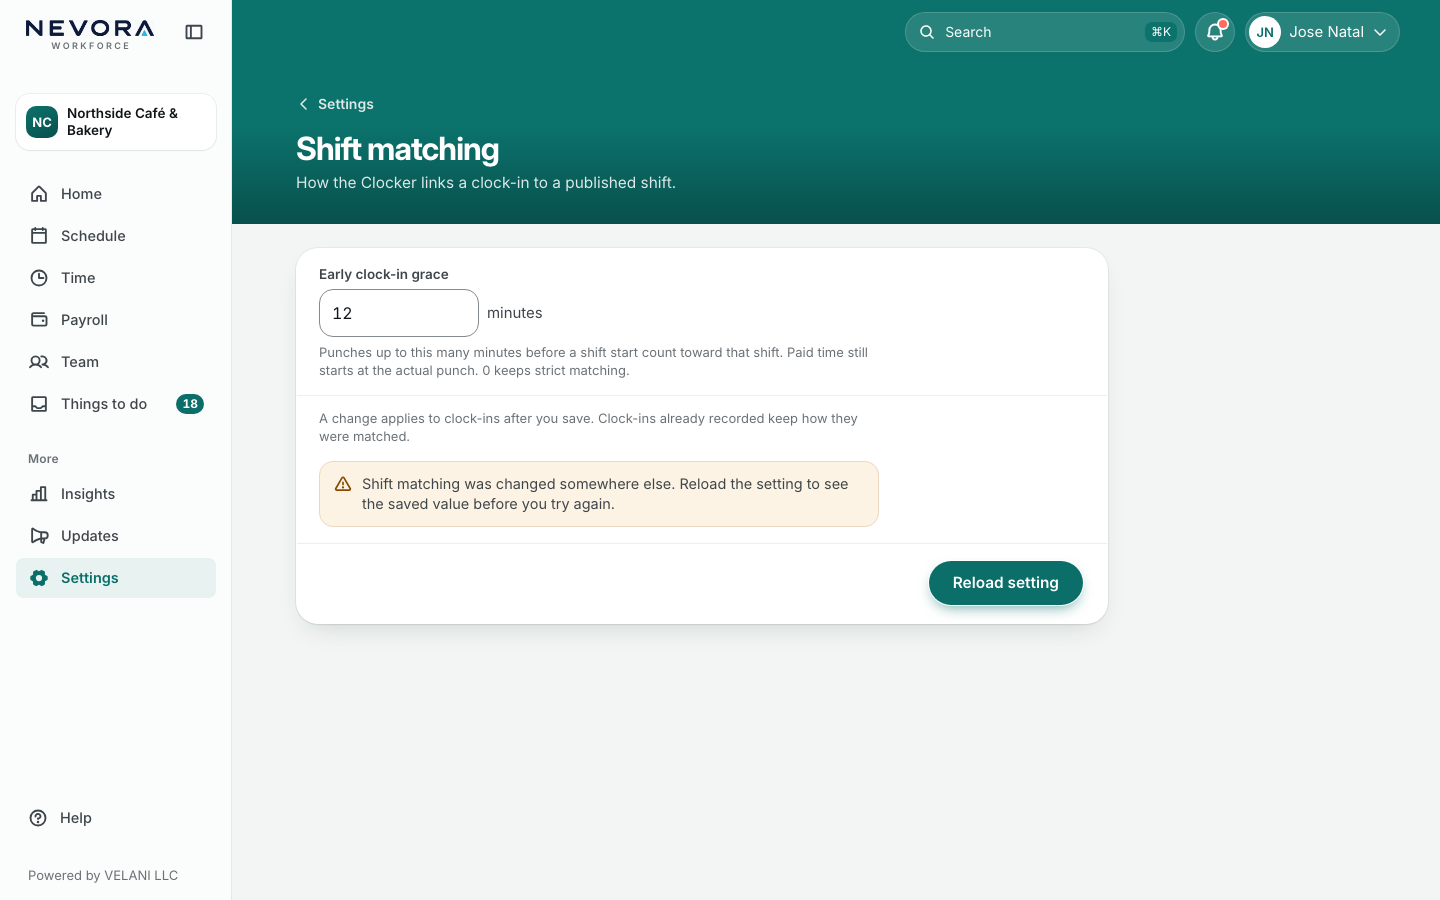 NEVORA
WORKFORCE
Search
⌘K
JN
Jose Natal
NC
Northside Café &
Bakery
Home
Schedule
Time
Payroll
Team
Things to do
18
More
Insights
Updates
Settings
Help
Powered by VELANI LLC
Settings
Shift matching
How the Clocker links a clock-in to a published shift.
Early clock-in grace
12
minutes
Punches up to this many minutes before a shift start count toward that shift. Paid time still
starts at the actual punch. 0 keeps strict matching.
A change applies to clock-ins after you save. Clock-ins already recorded keep how they
were matched.
Shift matching was changed somewhere else. Reload the setting to see
the saved value before you try again.
Reload setting